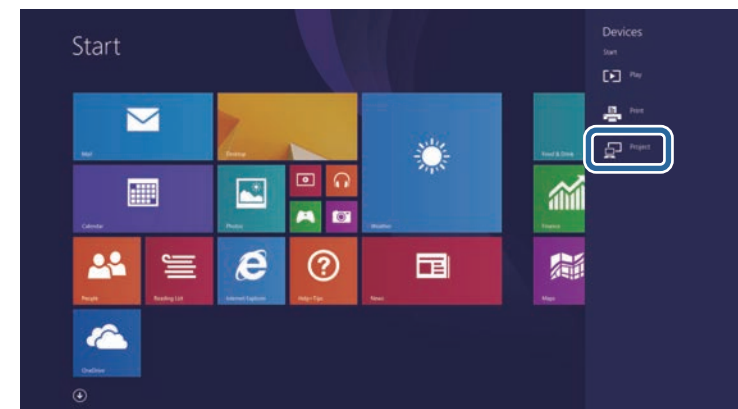 Start
Devices
Start
Play
Print
Project
Mail
Desktop
Food & Drink
Calendar
Photos
Weather
Finance
People
Reading List
Internet Explorer
Help+Tips
News
Maps
OneDrive